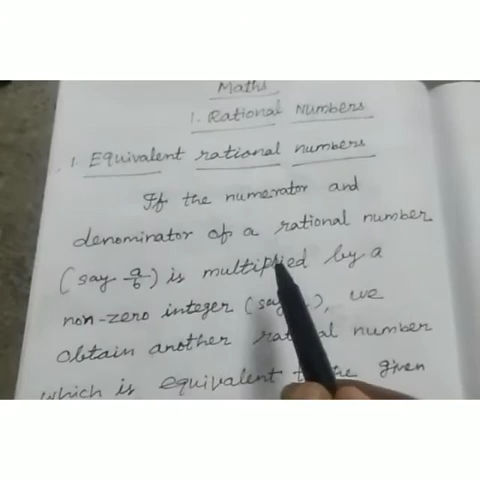 Maths
1. Rational Numbers
1. Equivalent rational numbers
If the numerator and
denominator of a rational number
(say a/b) is multiplied by a
non-zero integer (say ), we
obtain another number
which is equivalent the given